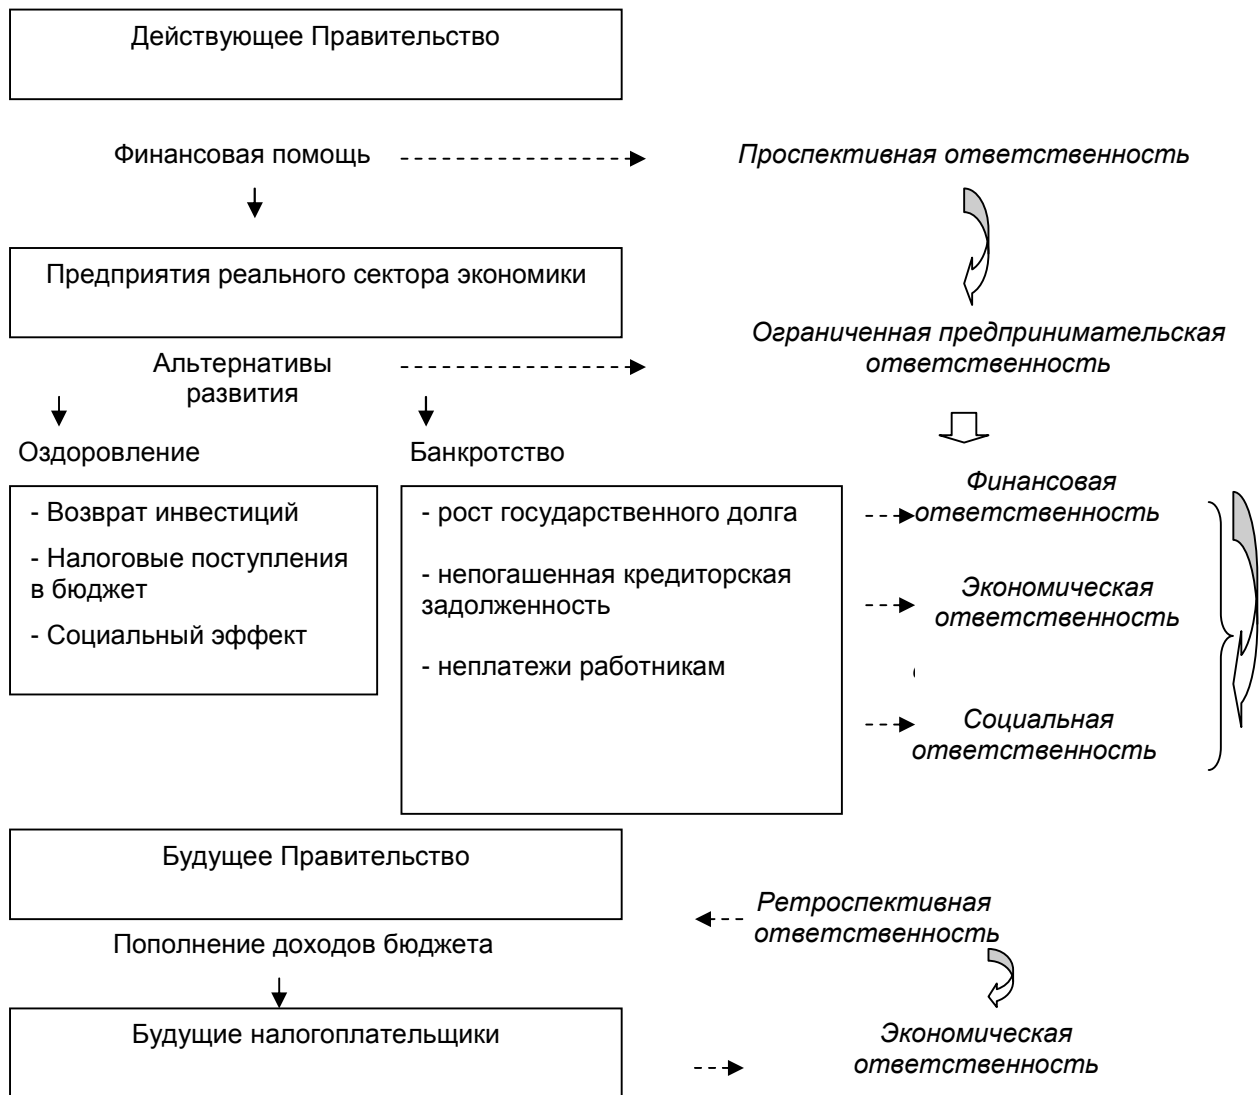 Действующее Правительство
Финансовая помощь
Проспективная ответственность
Предприятия реального сектора экономики
Ограниченная предпринимательская
ответственность
Альтернативы
развития
Оздоровление
Банкротство
- Возврат инвестиций
- Налоговые поступления
в бюджет
- Социальный эффект
- рост государственного долга
- непогашенная кредиторская
задолженность
- неплатежи работникам
Финансовая
ответственность
Экономическая
ответственность
Социальная
ответственность
Будущее Правительство
Ретроспективная
ответственность
Пополнение доходов бюджета
Будущие налогоплательщики
Экономическая
ответственность